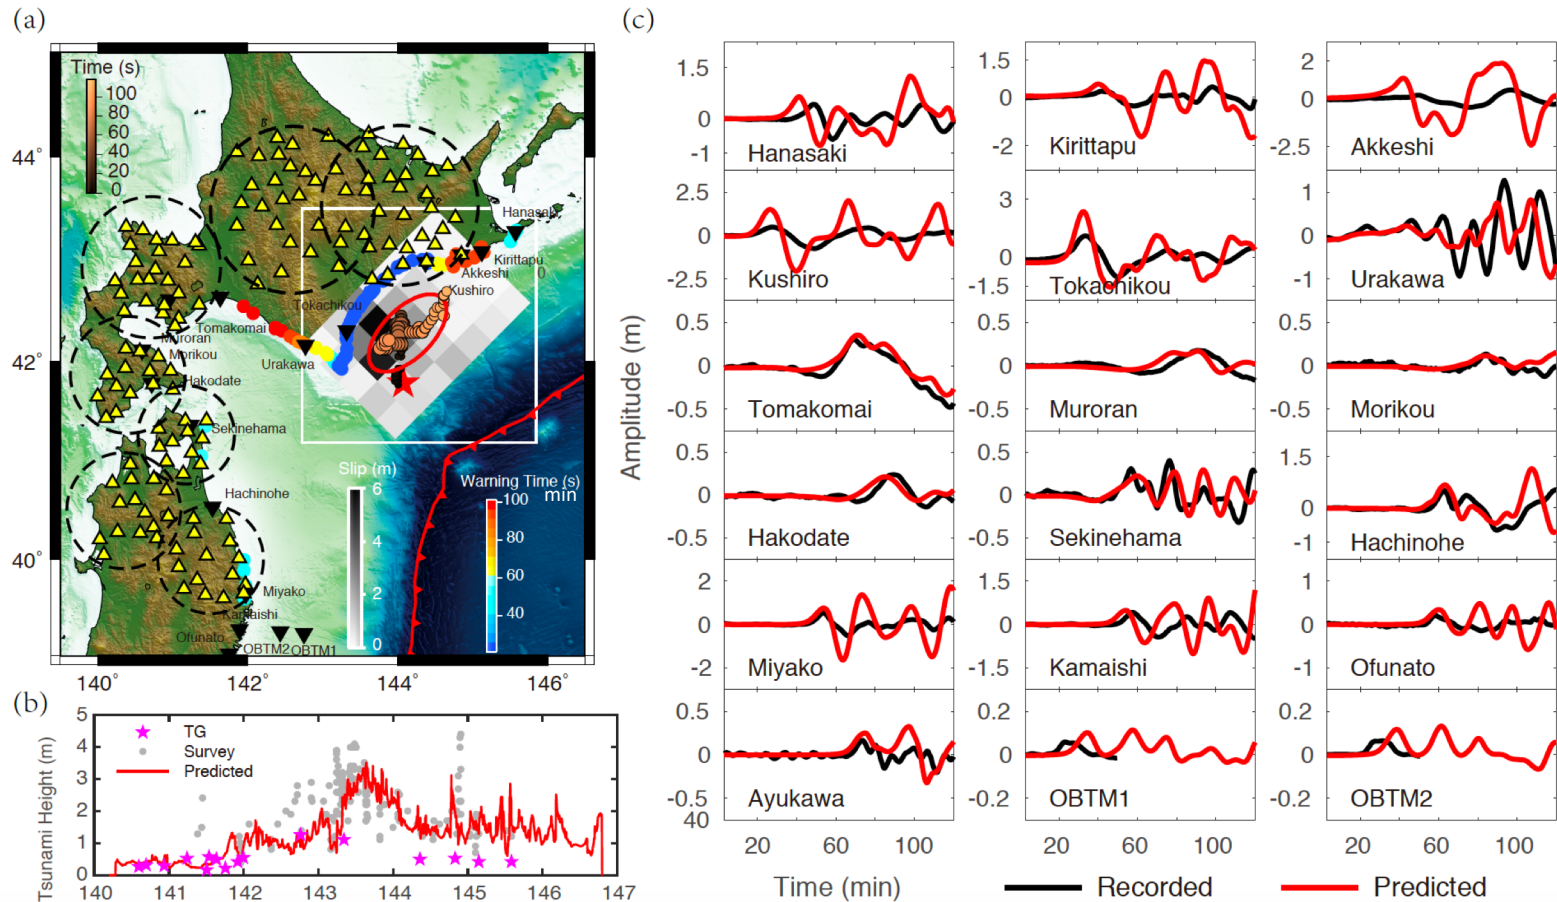 (a)
Time (s)
100
80
60
40
20
0
44°
42°
40°
140°
142°
144°
146°
Hanasaki
Kirittapu
0
Akkeshi
Kushiro
Tokachikou
Tomakomai
Urakawa
Muroran
Morikou
Hakodate
Sekinehama
Hachinohe
Miyako
Kamaishi
Ofunato
OBTM2
OBTM1
Slip (m)
6
4
2
0
Warning Time (s)
min
100
80
60
40
(b)
Tsunami Height (m)
5
4
3
2
1
0
TG
Survey
Predicted
140 141 142 143 144 145 146 147
(c)
Amplitude (m)
1.5
0
-1
Hanasaki
1.5
0
-2
Kirittapu
2
0
-2.5
Akkeshi
2.5
0
-2.5
Kushiro
3
0
-1.5
Tokachikou
1
0
-1
Urakawa
0.5
0
-0.5
Tomakomai
0.5
0
-0.5
Muroran
0.5
0
-0.5
Morikou
0.5
0
-0.5
Hakodate
0.5
0
-0.5
Sekinehama
1.5
0
-1
Hachinohe
2
0
-2
Miyako
1.5
0
-1.5
Kamaishi
1
0
-1
Ofunato
0.5
0
-0.5
40
Ayukawa
0.2
0
-0.2
OBTM1
0.2
0
-0.2
OBTM2
20 60 100
20 60 100
20 60 100
Time (min)
Recorded
Predicted